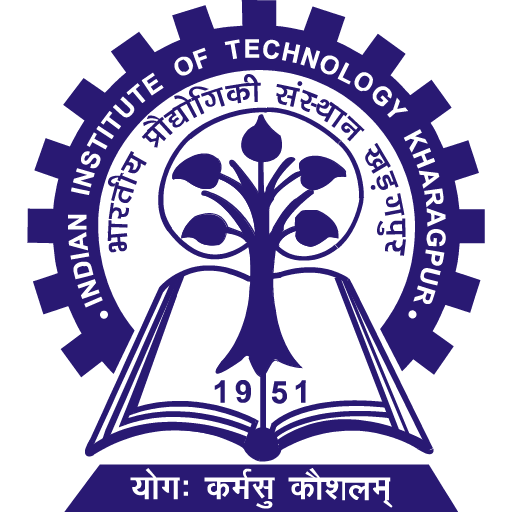 · INDIAN INSTITUTE OF TECHNOLOGY KHARAGPUR ·
भारतीय प्रौद्योगिकी संस्थान खड़गपुर
1951
योगः कर्मसु कौशलम्